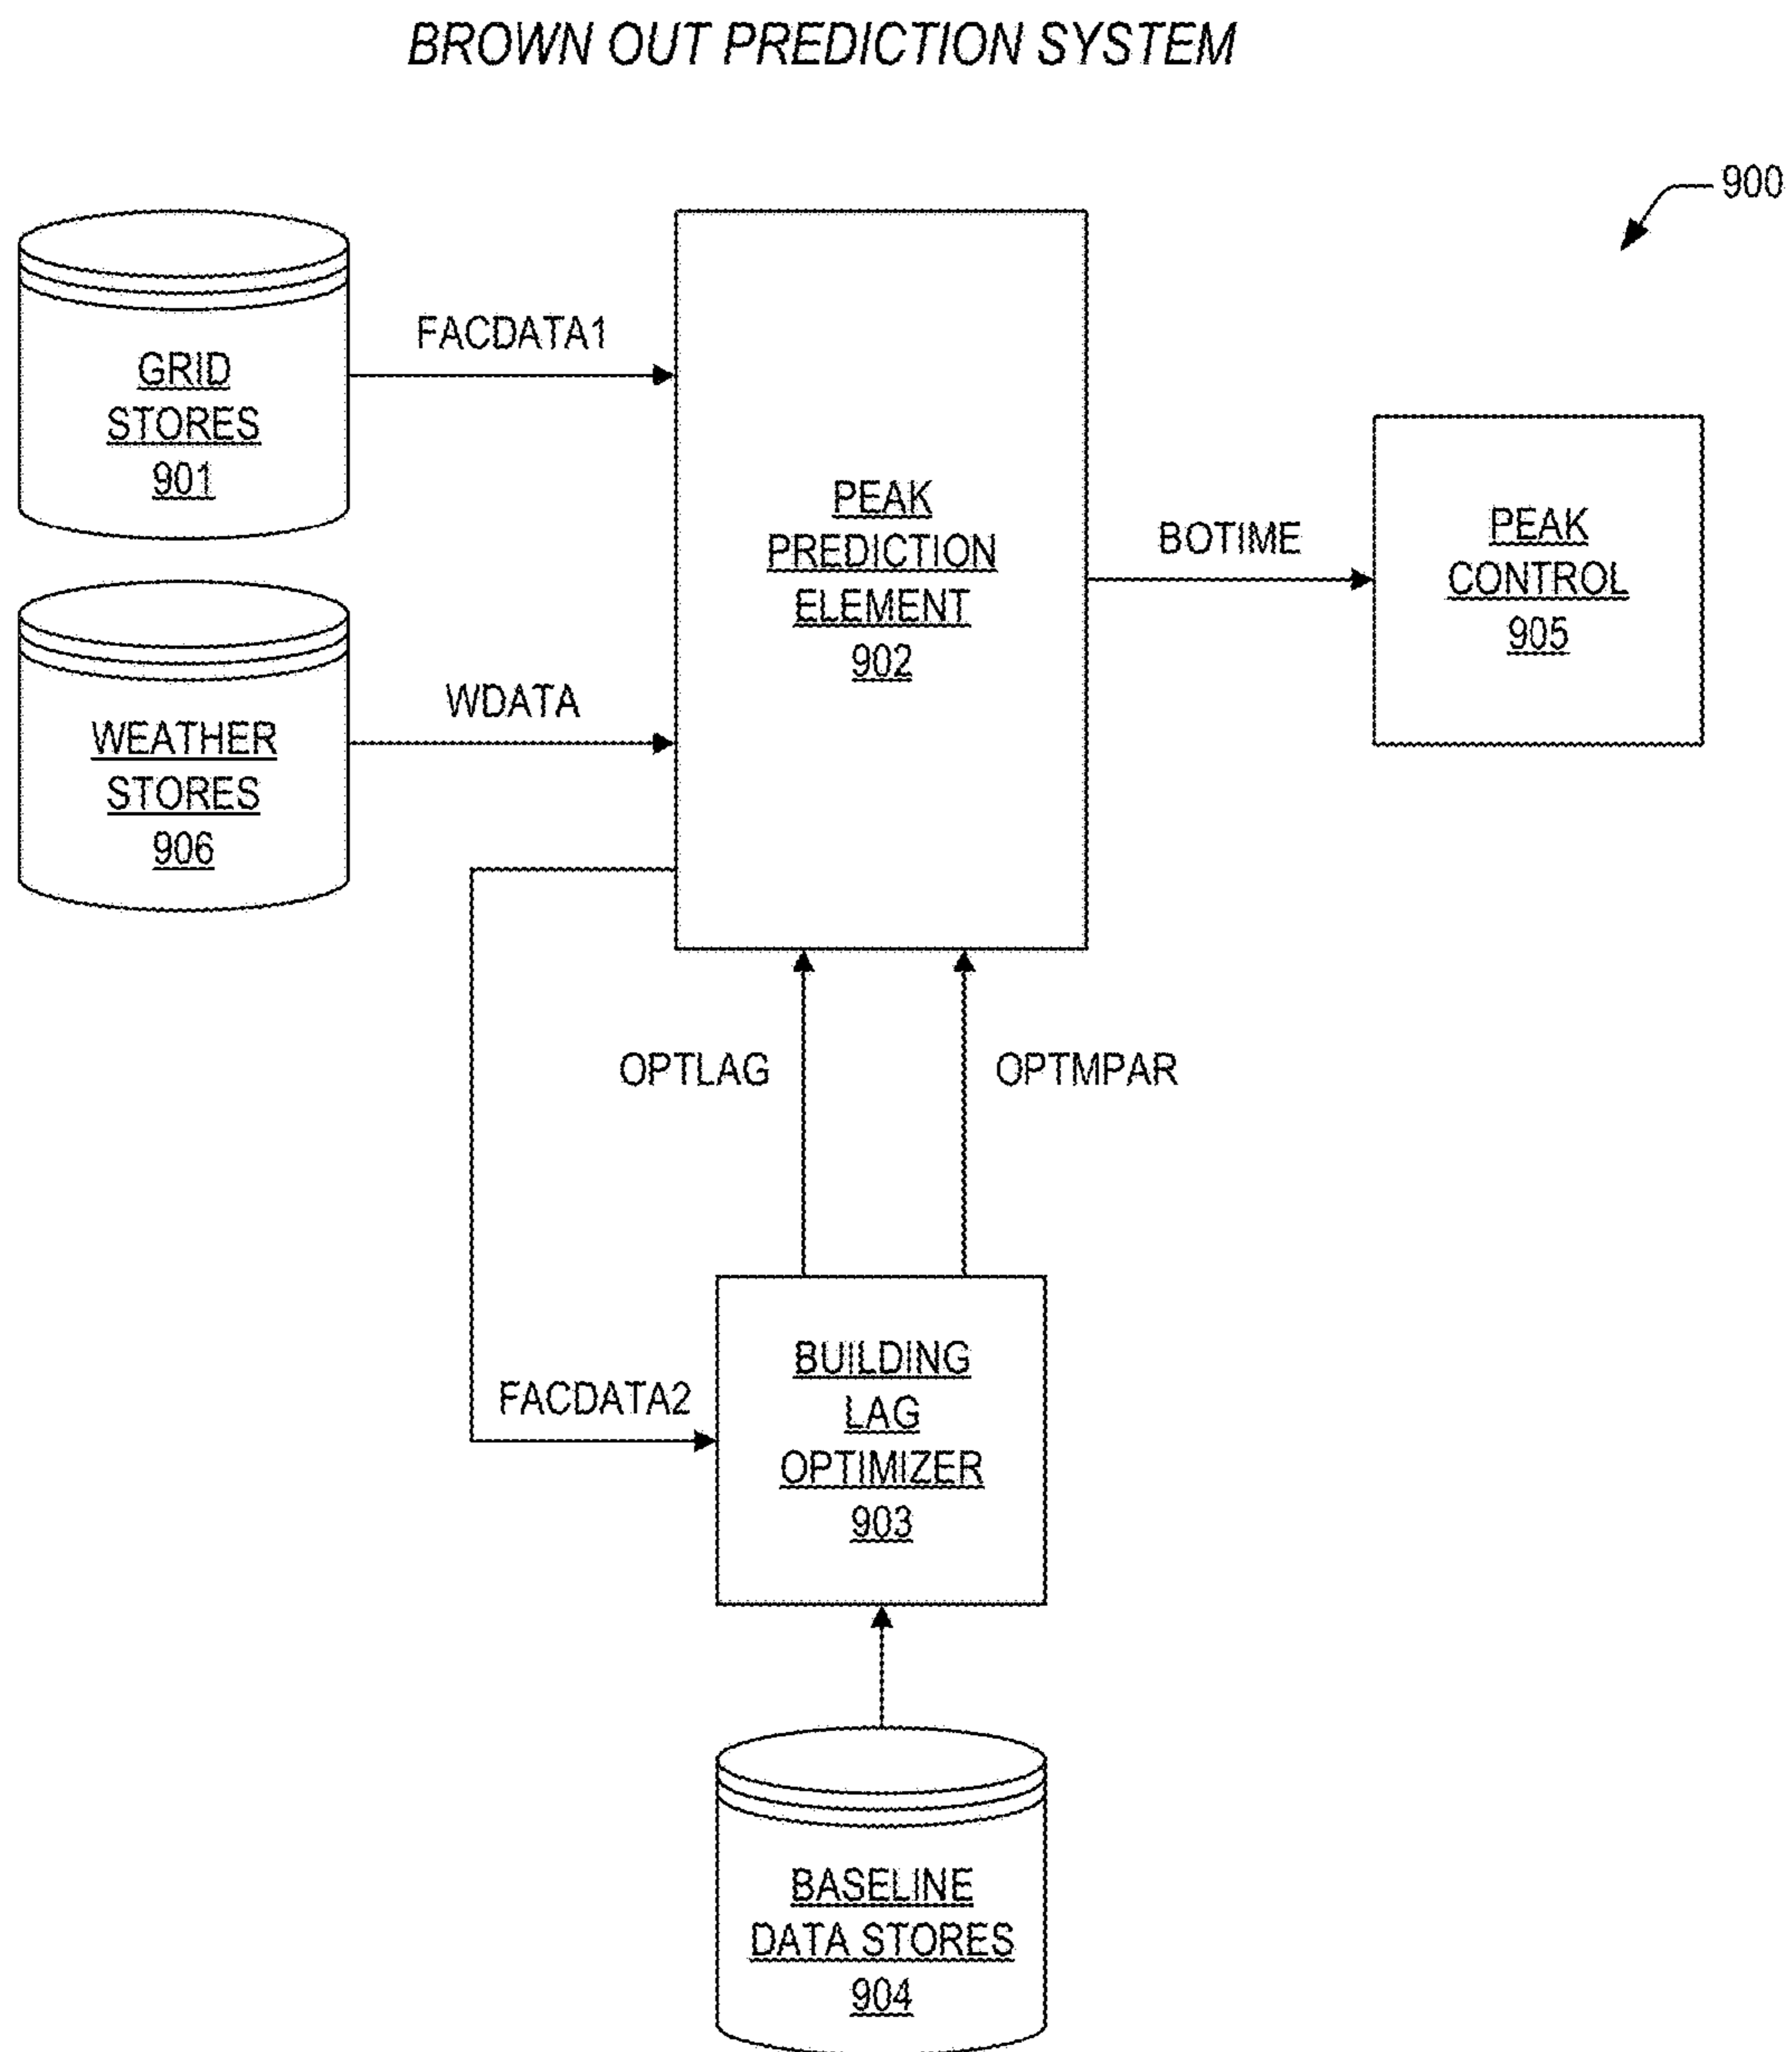 BROWN OUT PREDICTION SYSTEM
900
GRID
STORES
901
FACDATA1
PEAK
PREDICTION
ELEMENT
902
BOTIME
PEAK
CONTROL
905
WEATHER
STORES
906
WDATA
OPTLAG
OPTMPAR
FACDATA2
BUILDING
LAG
OPTIMIZER
903
BASELINE
DATA STORES
904